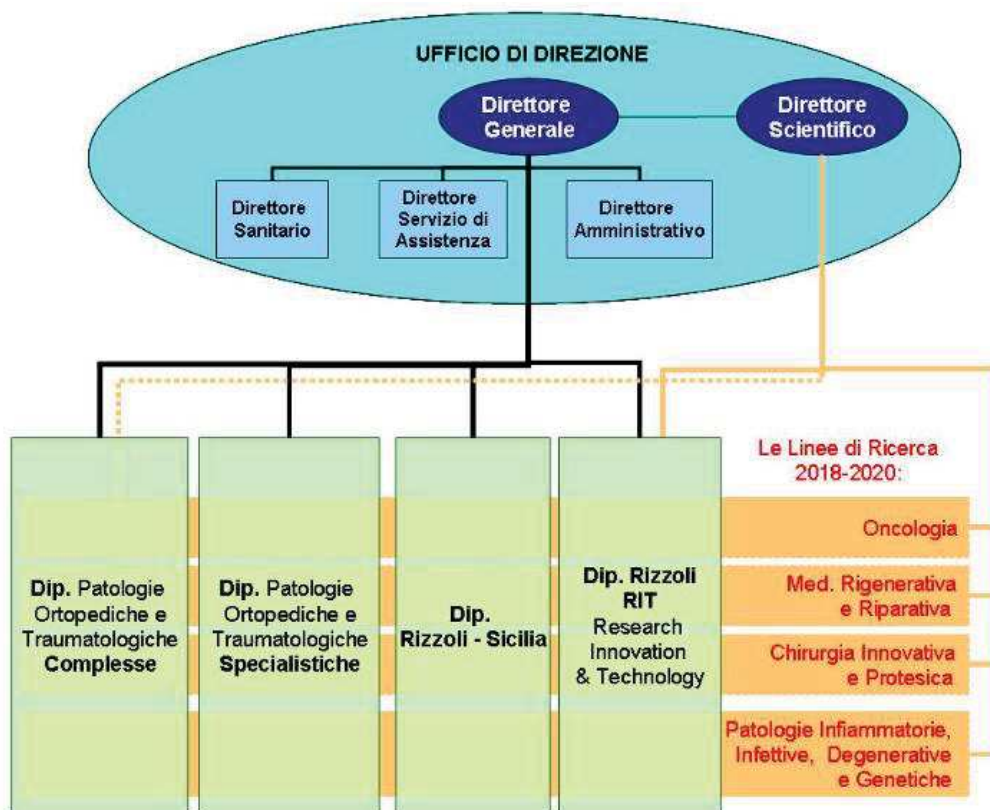 UFFICIO DI DIREZIONE
Direttore
Generale
Direttore
Scientifico
Direttore
Sanitario
Direttore
Servizio di
Assistenza
Direttore
Amministrativo
Dip. Patologie
Ortopediche e
Traumatologiche
Complesse
Dip. Patologie
Ortopediche e
Traumatologiche
Specialistiche
Dip.
Rizzoli - Sicilia
Dip. Rizzoli
RIT
Research
Innovation
& Technology
Le Linee di Ricerca
2018-2020:
Oncologia
Med. Rigenerativa
e Riparativa
Chirurgia Innovativa
e Protesica
Patologie Infiammatorie,
Infettive, Degenerative
e Genetiche